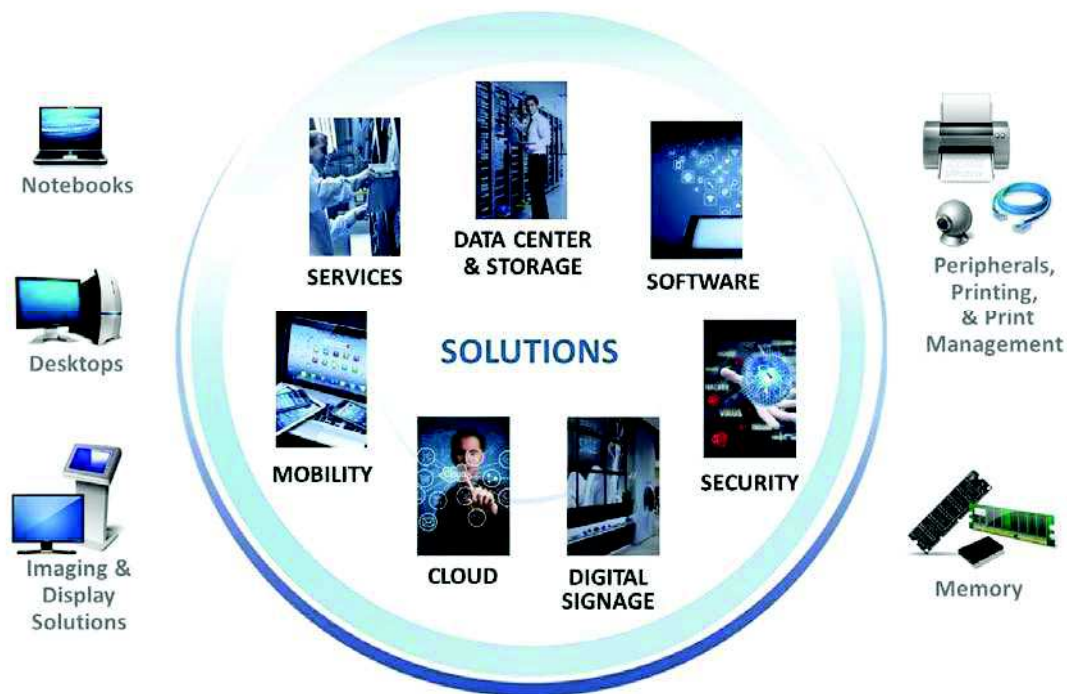 Notebooks
Desktops
Imaging &
Display
Solutions
SERVICES
DATA CENTER
& STORAGE
SOFTWARE
SOLUTIONS
MOBILITY
SECURITY
VIRUS
CLOUD
DIGITAL
SIGNAGE
Peripherals,
Printing,
& Print
Management
Memory